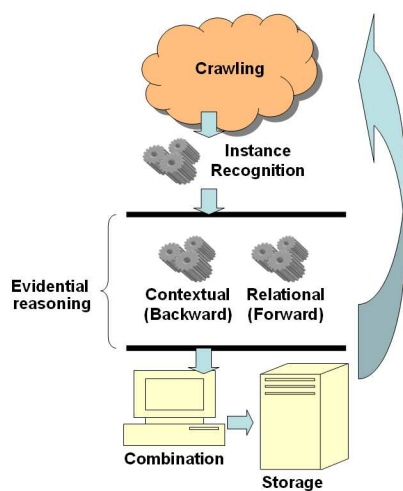 Crawling
Instance
Recognition
Evidential
reasoning
Contextual
(Backward)
Relational
(Forward)
Combination
Storage